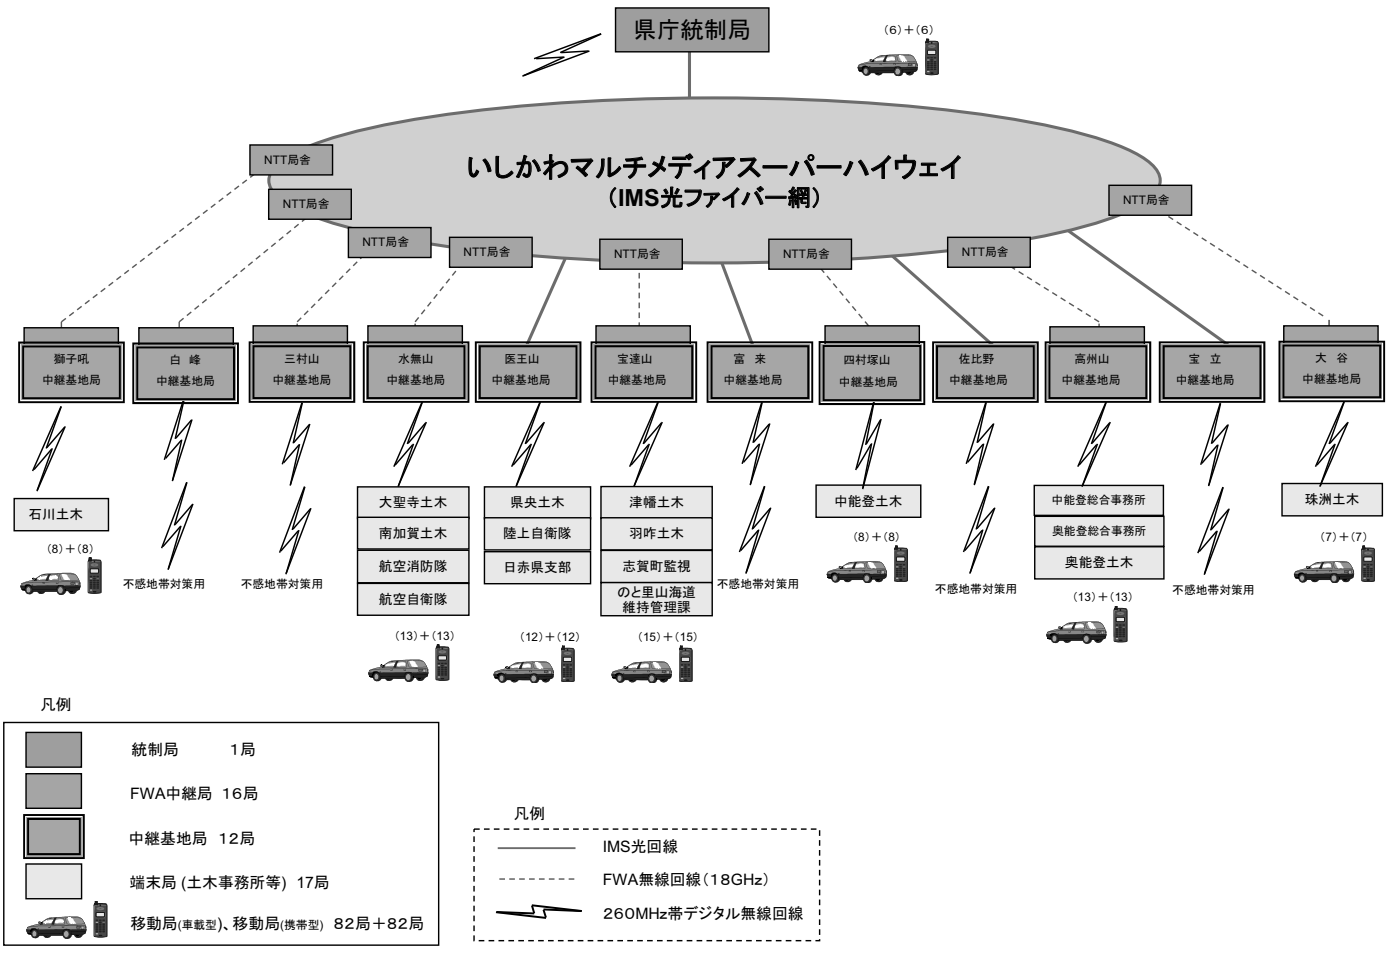 県庁統制局
(6)+(6)
いしかわマルチメディアスーパーハイウェイ
(IMS光ファイバー網)
NTT局舎
NTT局舎
NTT局舎
NTT局舎
NTT局舎
NTT局舎
NTT局舎
NTT局舎
獅子吼
中継基地局
白 峰
中継基地局
三村山
中継基地局
水無山
中継基地局
医王山
中継基地局
宝達山
中継基地局
富 来
中継基地局
四村塚山
中継基地局
佐比野
中継基地局
高州山
中継基地局
宝 立
中継基地局
大 谷
中継基地局
石川土木
(8)+(8)
不感地帯対策用
不感地帯対策用
大聖寺土木
南加賀土木
航空消防隊
航空自衛隊
(13)+(13)
県央土木
陸上自衛隊
日赤県支部
(12)+(12)
津幡土木
羽咋土木
志賀町監視
のと里山海道
維持管理課
(15)+(15)
不感地帯対策用
中能登土木
(8)+(8)
不感地帯対策用
中能登総合事務所
奥能登総合事務所
奥能登土木
(13)+(13)
不感地帯対策用
珠洲土木
(7)+(7)
凡例
統制局 1局
FWA中継局 16局
中継基地局 12局
端末局 (土木事務所等) 17局
移動局(車載型)、移動局(携帯型) 82局+82局
凡例
IMS光回線
FWA無線回線(18GHz)
260MHz帯デジタル無線回線